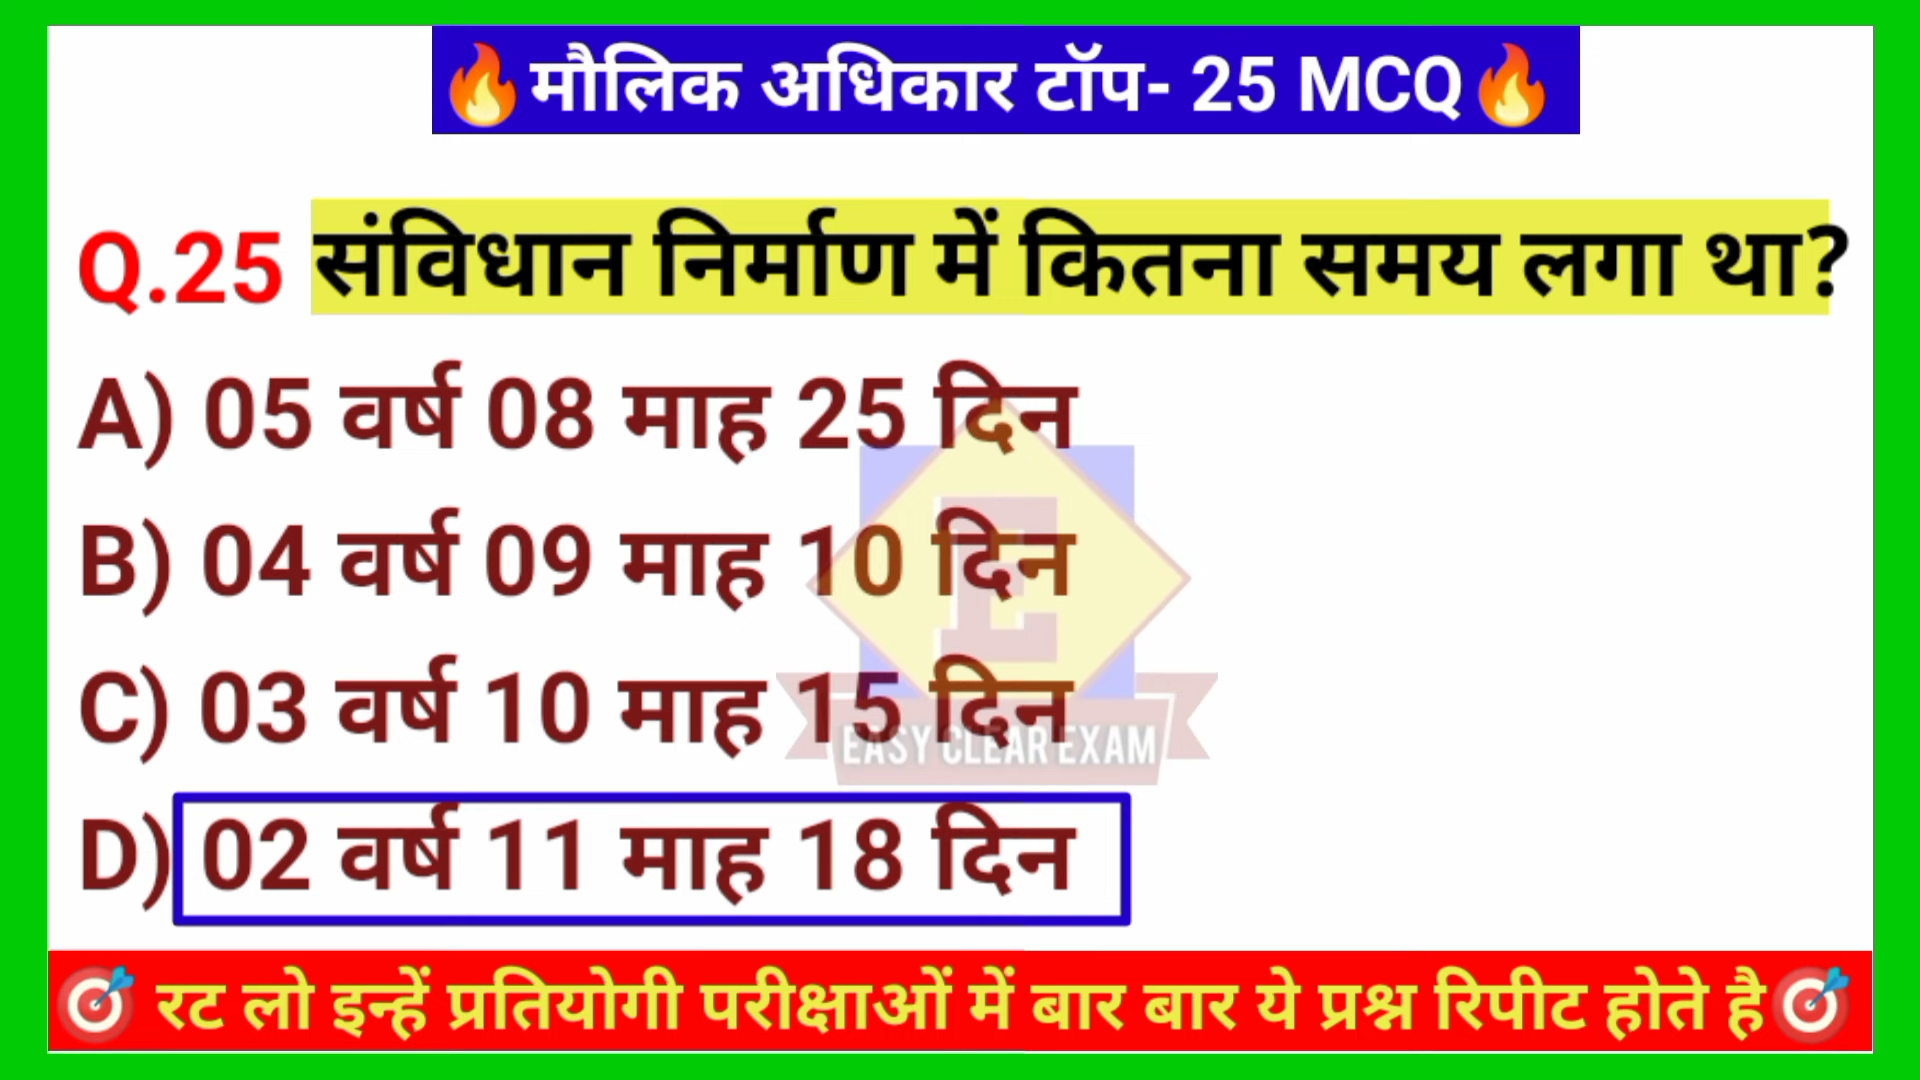 🔥मौलिक अधिकार टॉप- 25 MCQ🔥
Q.25 संविधान निर्माण में कितना समय लगा था?
A) 05 वर्ष 08 माह 25 दिन
B) 04 वर्ष 09 माह 10 दिन
C) 03 वर्ष 10 माह 15 दिन
D) 02 वर्ष 11 माह 18 दिन
E
EASY CLEAR EXAM
🎯 रट लो इन्हें प्रतियोगी परीक्षाओं में बार बार ये प्रश्न रिपीट होते है🎯